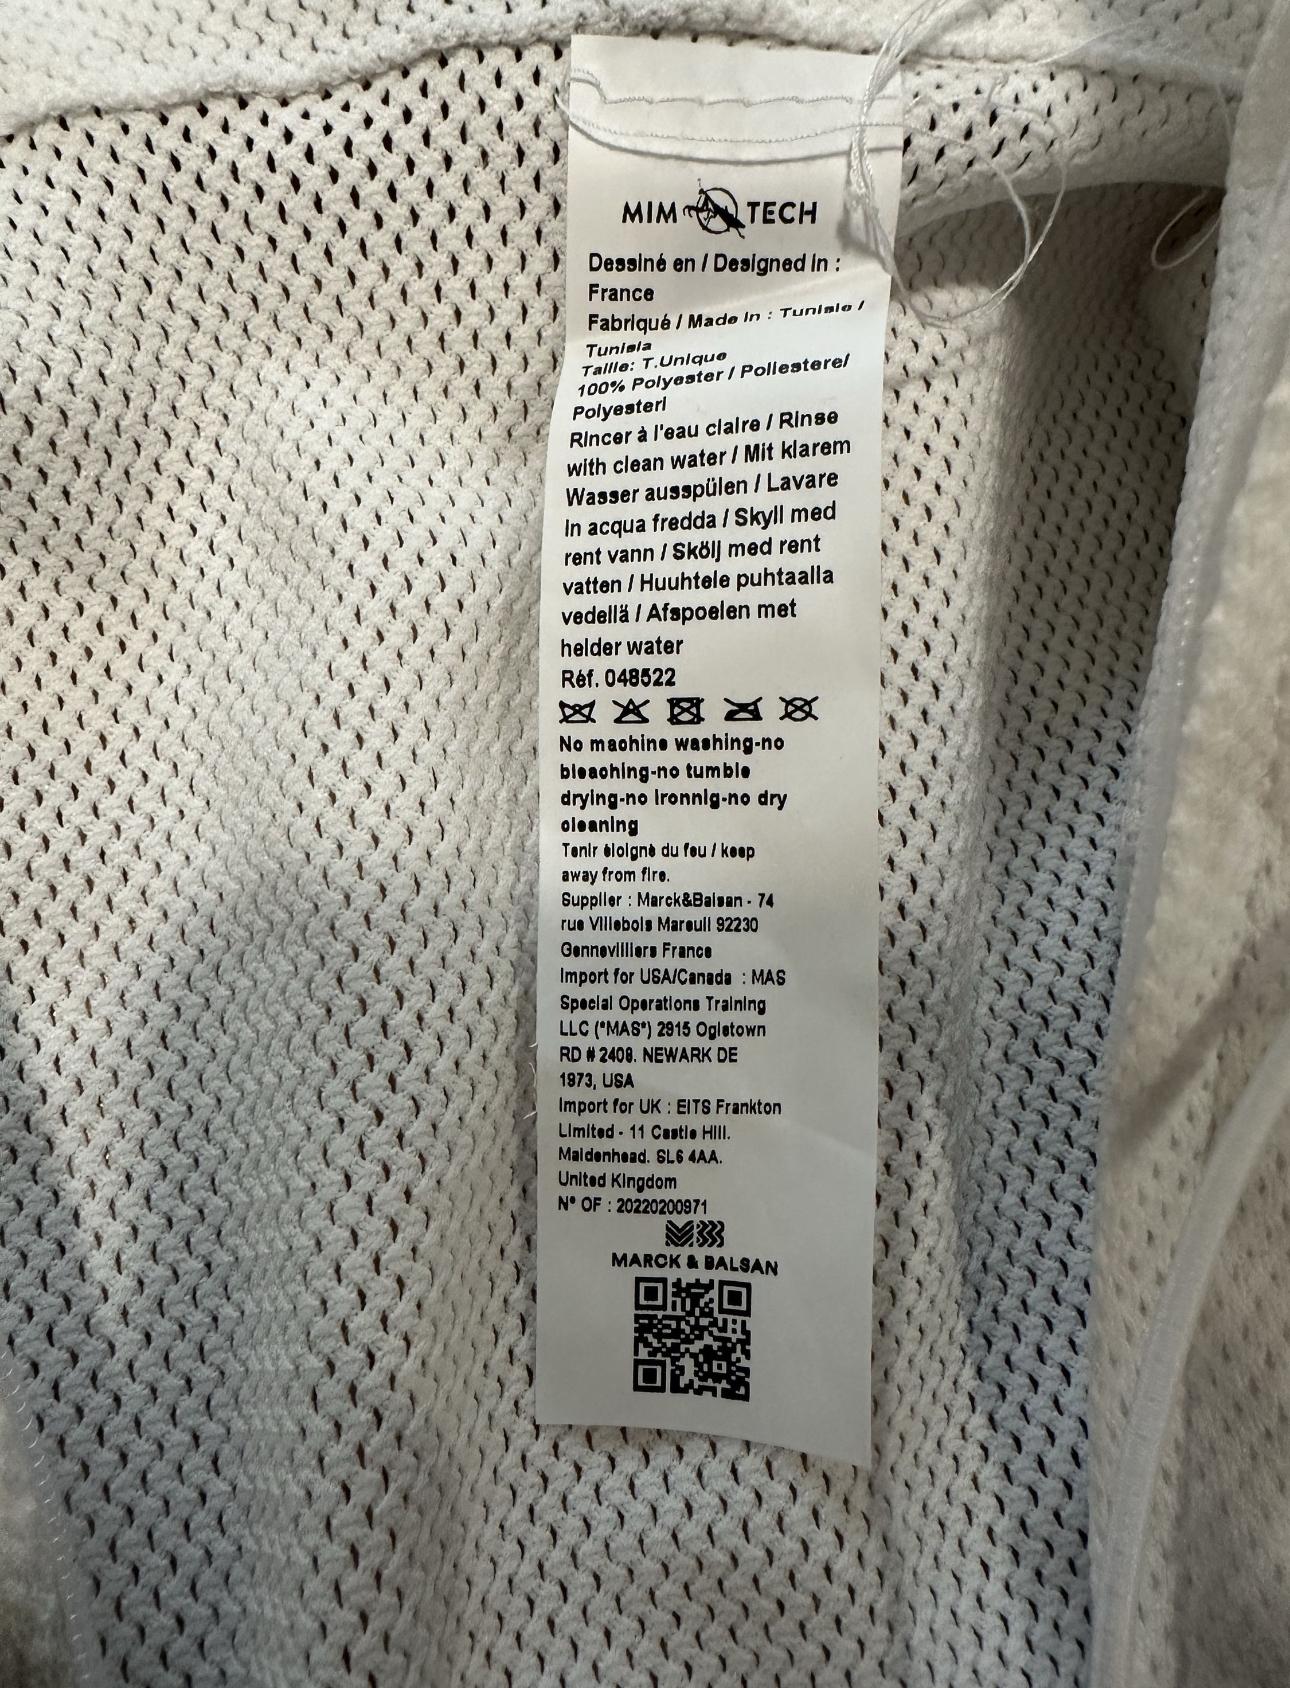 MIM TECH
Dessiné en / Designed in :
France
Fabriqué / Made in : Tunisie /
Tunisia
Taille: T.Unique
100% Polyester / Poliestere/
Polyesteri
Rincer à l'eau claire / Rinse
with clean water / Mit klarem
Wasser ausspülen / Lavare
in acqua fredda / Skyll med
rent vann / Skölj med rent
vatten / Huuhtele puhtaalla
vedellä / Afspoelen met
helder water
Réf. 048522
No machine washing-no
bleaching-no tumble
drying-no ironnig-no dry
cleaning
Tenir éloigné du feu / keep
away from fire.
Supplier : Marck&Balsan - 74
rue Villebois Mareuil 92230
Gennevilliers France
Import for USA/Canada : MAS
Special Operations Training
LLC ("MAS") 2915 Ogletown
RD # 2408. NEWARK DE
1973, USA
Import for UK : EITS Frankton
Limited - 11 Castle Hill.
Maidenhead. SL6 4AA.
United Kingdom
N° OF : 20220200971
MARCK & BALSAN